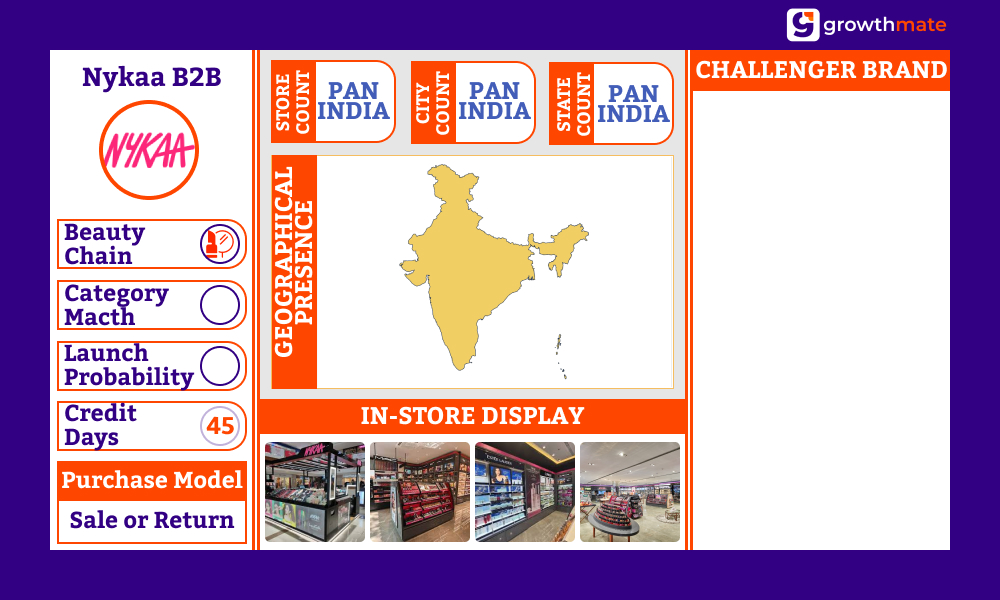 growthmate
Nykaa B2B
NYKAA
Beauty
Chain
Category
Macth
Launch
Probability
Credit
Days
45
Purchase Model
Sale or Return
STORE
COUNT
PAN
INDIA
CITY
COUNT
PAN
INDIA
STATE
COUNT
PAN
INDIA
GEOGRAPHICAL
PRESENCE
IN-STORE DISPLAY
NYKAA
CHALLENGER BRAND